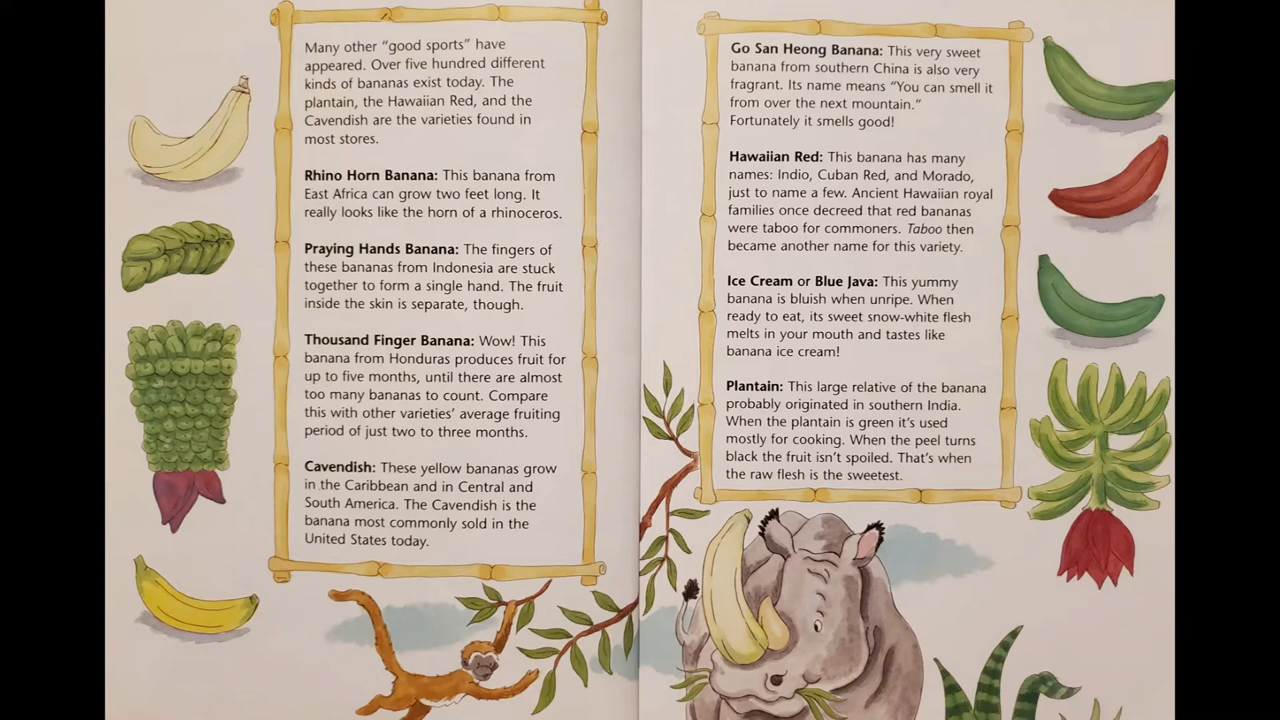 Many other “good sports” have
appeared. Over five hundred different
kinds of bananas exist today. The
plantain, the Hawaiian Red, and the
Cavendish are the varieties found in
most stores.
Rhino Horn Banana: This banana from
East Africa can grow two feet long. It
really looks like the horn of a rhinoceros.
Praying Hands Banana: The fingers of
these bananas from Indonesia are stuck
together to form a single hand. The fruit
inside the skin is separate, though.
Thousand Finger Banana: Wow! This
banana from Honduras produces fruit for
up to five months, until there are almost
too many bananas to count. Compare
this with other varieties’ average fruiting
period of just two to three months.
Cavendish: These yellow bananas grow
in the Caribbean and in Central and
South America. The Cavendish is the
banana most commonly sold in the
United States today.
Go San Heong Banana: This very sweet
banana from southern China is also very
fragrant. Its name means “You can smell it
from over the next mountain.”
Fortunately it smells good!
Hawaiian Red: This banana has many
names: Indio, Cuban Red, and Morado,
just to name a few. Ancient Hawaiian royal
families once decreed that red bananas
were taboo for commoners. Taboo then
became another name for this variety.
Ice Cream or Blue Java: This yummy
banana is bluish when unripe. When
ready to eat, its sweet snow-white flesh
melts in your mouth and tastes like
banana ice cream!
Plantain: This large relative of the banana
probably originated in southern India.
When the plantain is green it’s used
mostly for cooking. When the peel turns
black the fruit isn’t spoiled. That’s when
the raw flesh is the sweetest.